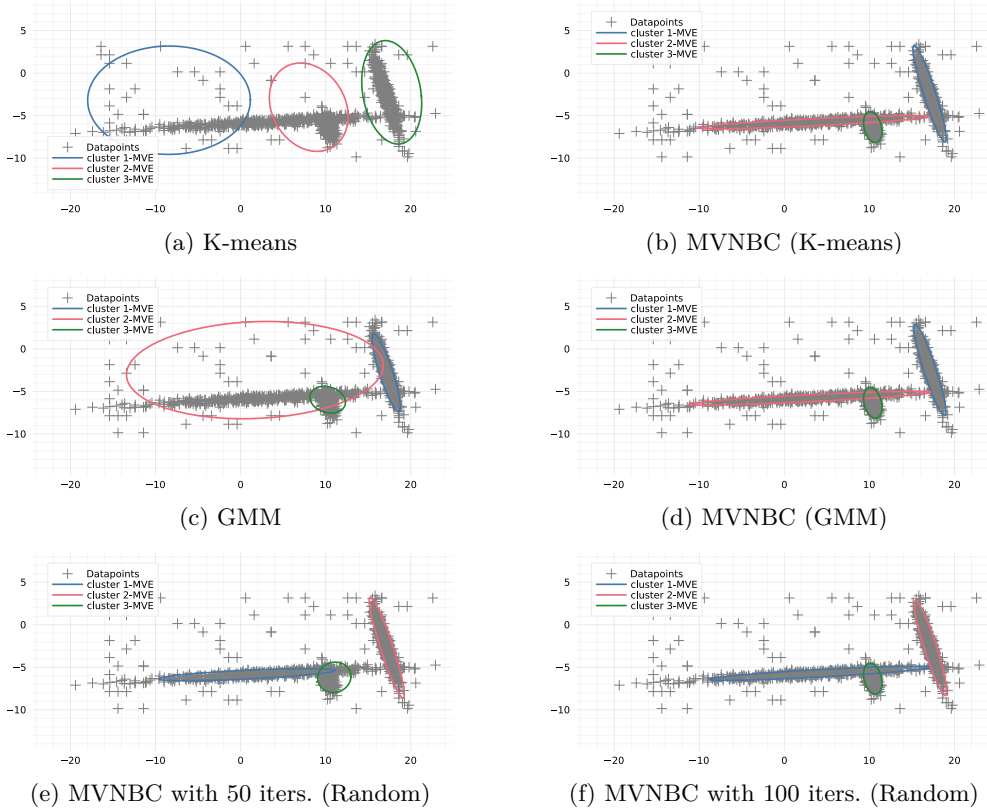 5
0
−5
−10
−20
−10
0
10
20
Datapoints
cluster 1-MVE
cluster 2-MVE
cluster 3-MVE
(a) K-means
5
0
−5
−10
−20
−10
0
10
20
Datapoints
cluster 1-MVE
cluster 2-MVE
cluster 3-MVE
(b) MVNBC (K-means)
5
0
−5
−10
−20
−10
0
10
20
Datapoints
cluster 1-MVE
cluster 2-MVE
cluster 3-MVE
(c) GMM
5
0
−5
−10
−20
−10
0
10
20
Datapoints
cluster 1-MVE
cluster 2-MVE
cluster 3-MVE
(d) MVNBC (GMM)
5
0
−5
−10
−20
−10
0
10
20
Datapoints
cluster 1-MVE
cluster 2-MVE
cluster 3-MVE
(e) MVNBC with 50 iters. (Random)
5
0
−5
−10
−20
−10
0
10
20
Datapoints
cluster 1-MVE
cluster 2-MVE
cluster 3-MVE
(f) MVNBC with 100 iters. (Random)